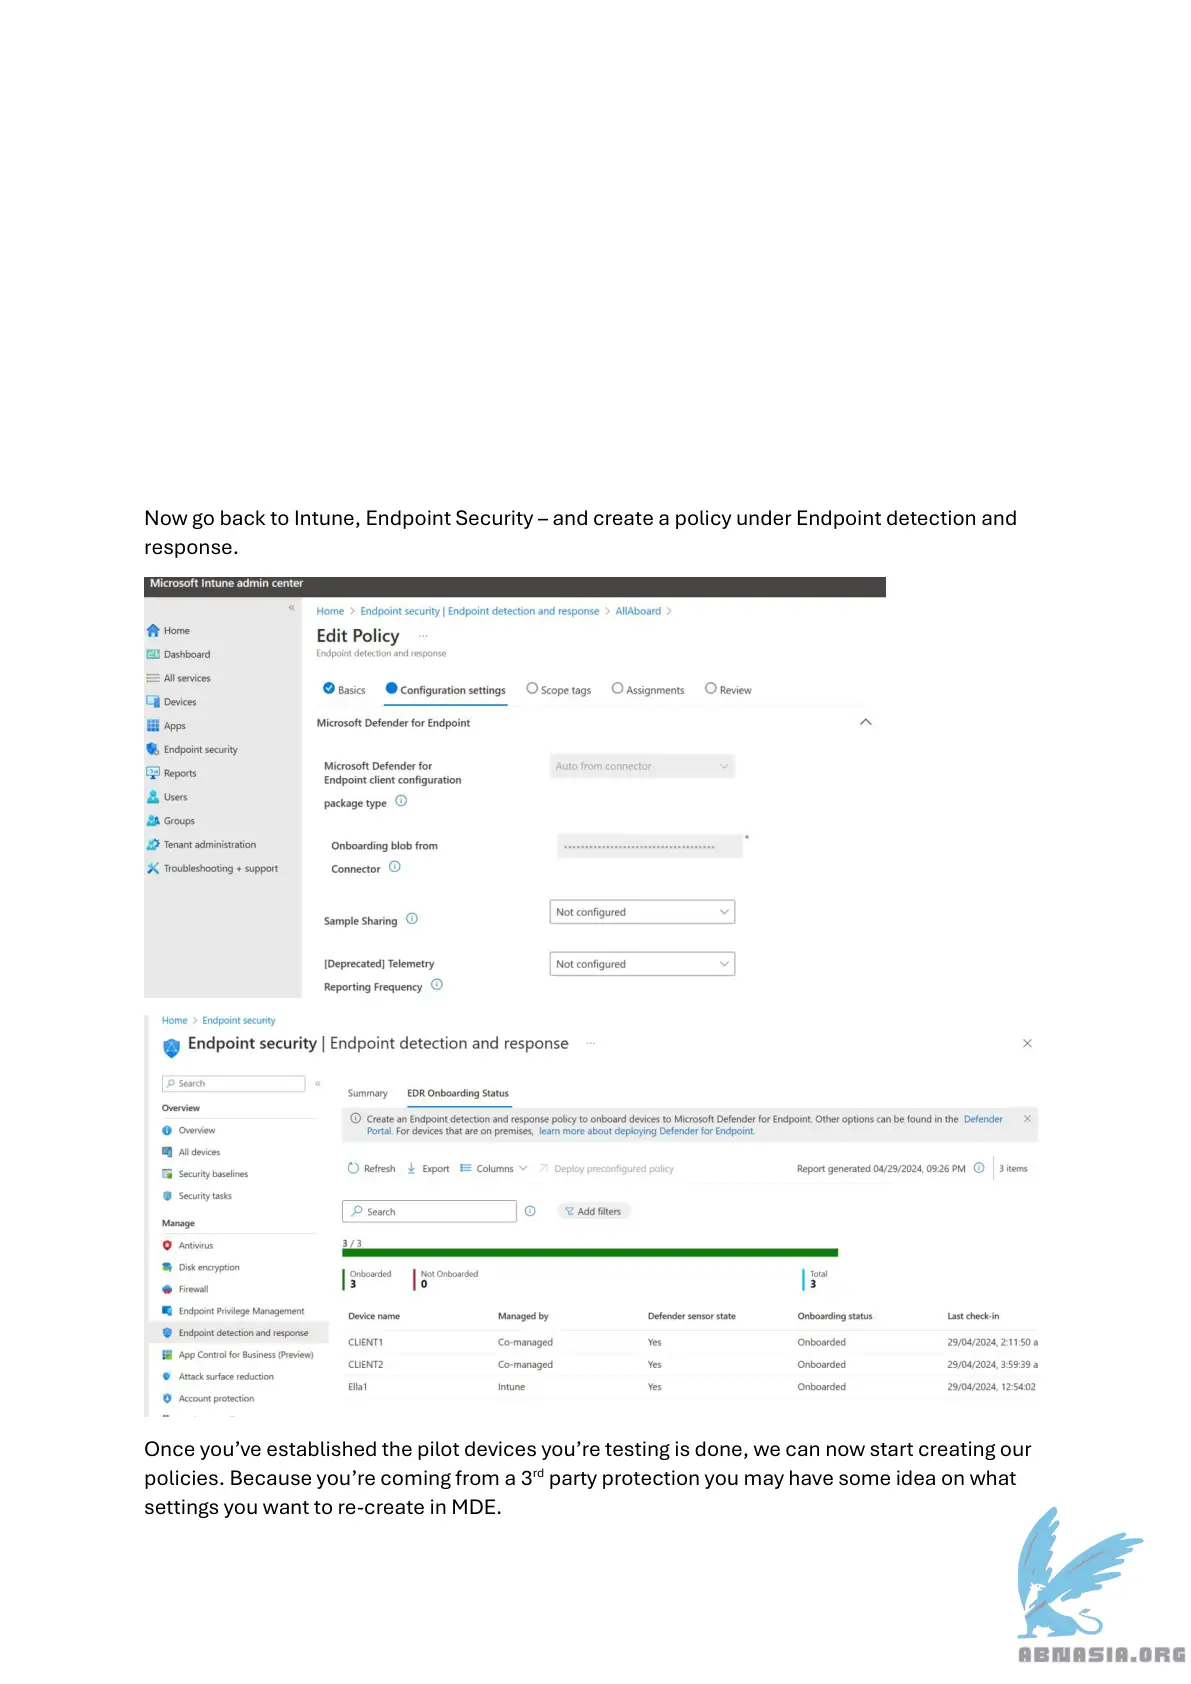 Now go back to Intune, Endpoint Security – and create a policy under Endpoint detection and
response.
Microsoft Intune admin center
«
Home
Dashboard
All services
Devices
Apps
Endpoint security
Reports
Users
Groups
Tenant administration
Troubleshooting + support
Home > Endpoint security | Endpoint detection and response > AllAboard >
Edit Policy ...
Endpoint detection and response
Basics Configuration settings Scope tags Assignments Review
Microsoft Defender for Endpoint
Microsoft Defender for
Endpoint client configuration
package type
Auto from connector
Onboarding blob from
Connector
*
Sample Sharing
Not configured
[Deprecated] Telemetry
Reporting Frequency
Not configured
Home > Endpoint security
Endpoint security | Endpoint detection and response ...
Search «
Overview
Overview
All devices
Security baselines
Security tasks
Manage
Antivirus
Disk encryption
Firewall
Endpoint Privilege Management
Endpoint detection and response
App Control for Business (Preview)
Attack surface reduction
Account protection
Summary EDR Onboarding Status
Create an Endpoint detection and response policy to onboard devices to Microsoft Defender for Endpoint. Other options can be found in the Defender
Portal. For devices that are on premises, learn more about deploying Defender for Endpoint.
Refresh Export Columns Deploy preconfigured policy Report generated 04/29/2024, 09:26 PM 3 items
Search Add filters
3 / 3
Onboarded Not Onboarded Total
3 0 3
Device name Managed by Defender sensor state Onboarding status Last check-in
CLIENT1 Co-managed Yes Onboarded 29/04/2024, 2:11:50 a
CLIENT2 Co-managed Yes Onboarded 29/04/2024, 3:59:39 a
Ella1 Intune Yes Onboarded 29/04/2024, 12:54:02
Once you’ve established the pilot devices you’re testing is done, we can now start creating our
policies. Because you’re coming from a 3rd party protection you may have some idea on what
settings you want to re-create in MDE.
ABNASIA.ORG